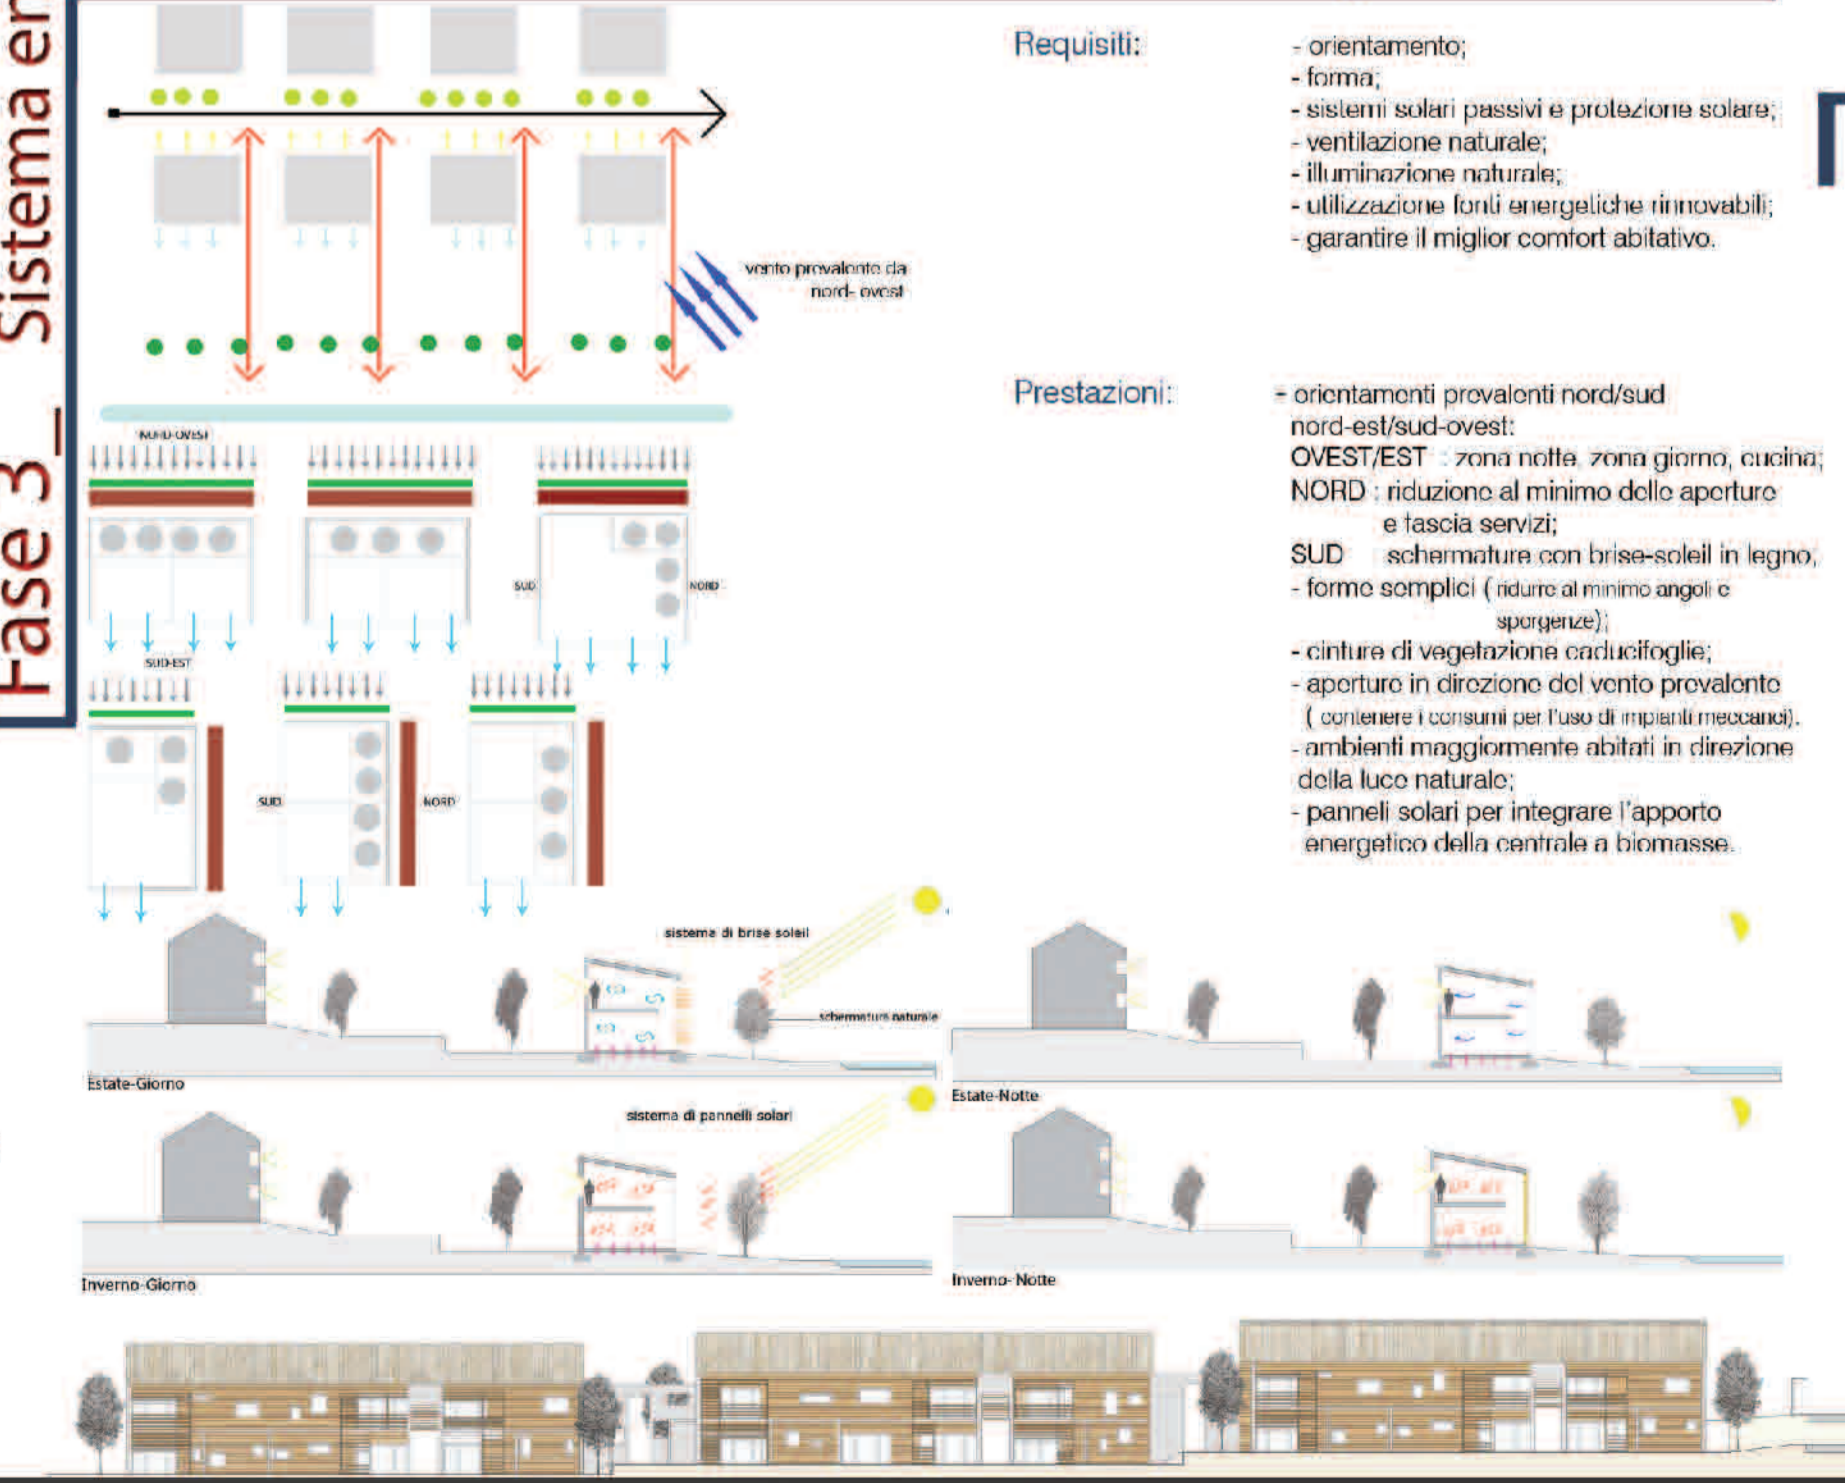 Fase 3_ Sistema en
Requisiti:
- orientamento;
- forma;
- sistemi solari passivi e protezione solare;
- ventilazione naturale;
- illuminazione naturale;
- utilizzazione fonti energetiche rinnovabili;
- garantire il miglior comfort abitativo.
vento prevalente da
nord- ovest
Prestazioni:
- orientamenti prevalenti nord/sud
nord-est/sud-ovest:
OVEST/EST : zona notte, zona giorno, cucina;
NORD : riduzione al minimo delle aperture
e fascia servizi;
SUD schermature con brise-soleil in legno;
- forme semplici ( ridurre al minimo angoli e
sporgenze);
- cinture di vegetazione caducifoglie;
- aperture in direzione del vento prevalente
( contenere i consumi per l'uso di impianti meccanici).
- ambienti maggiormente abitati in direzione
della luce naturale;
- panneli solari per integrare l'apporto
energetico della centrale a biomasse.
NORD-OVEST
SUD
NORD
SUD-EST
SUD
NORD
sistema di brise soleil
schermatura naturale
Estate-Giorno
Estate-Notte
sistema di pannelli solari
Inverno-Giorno
Inverno-Notte